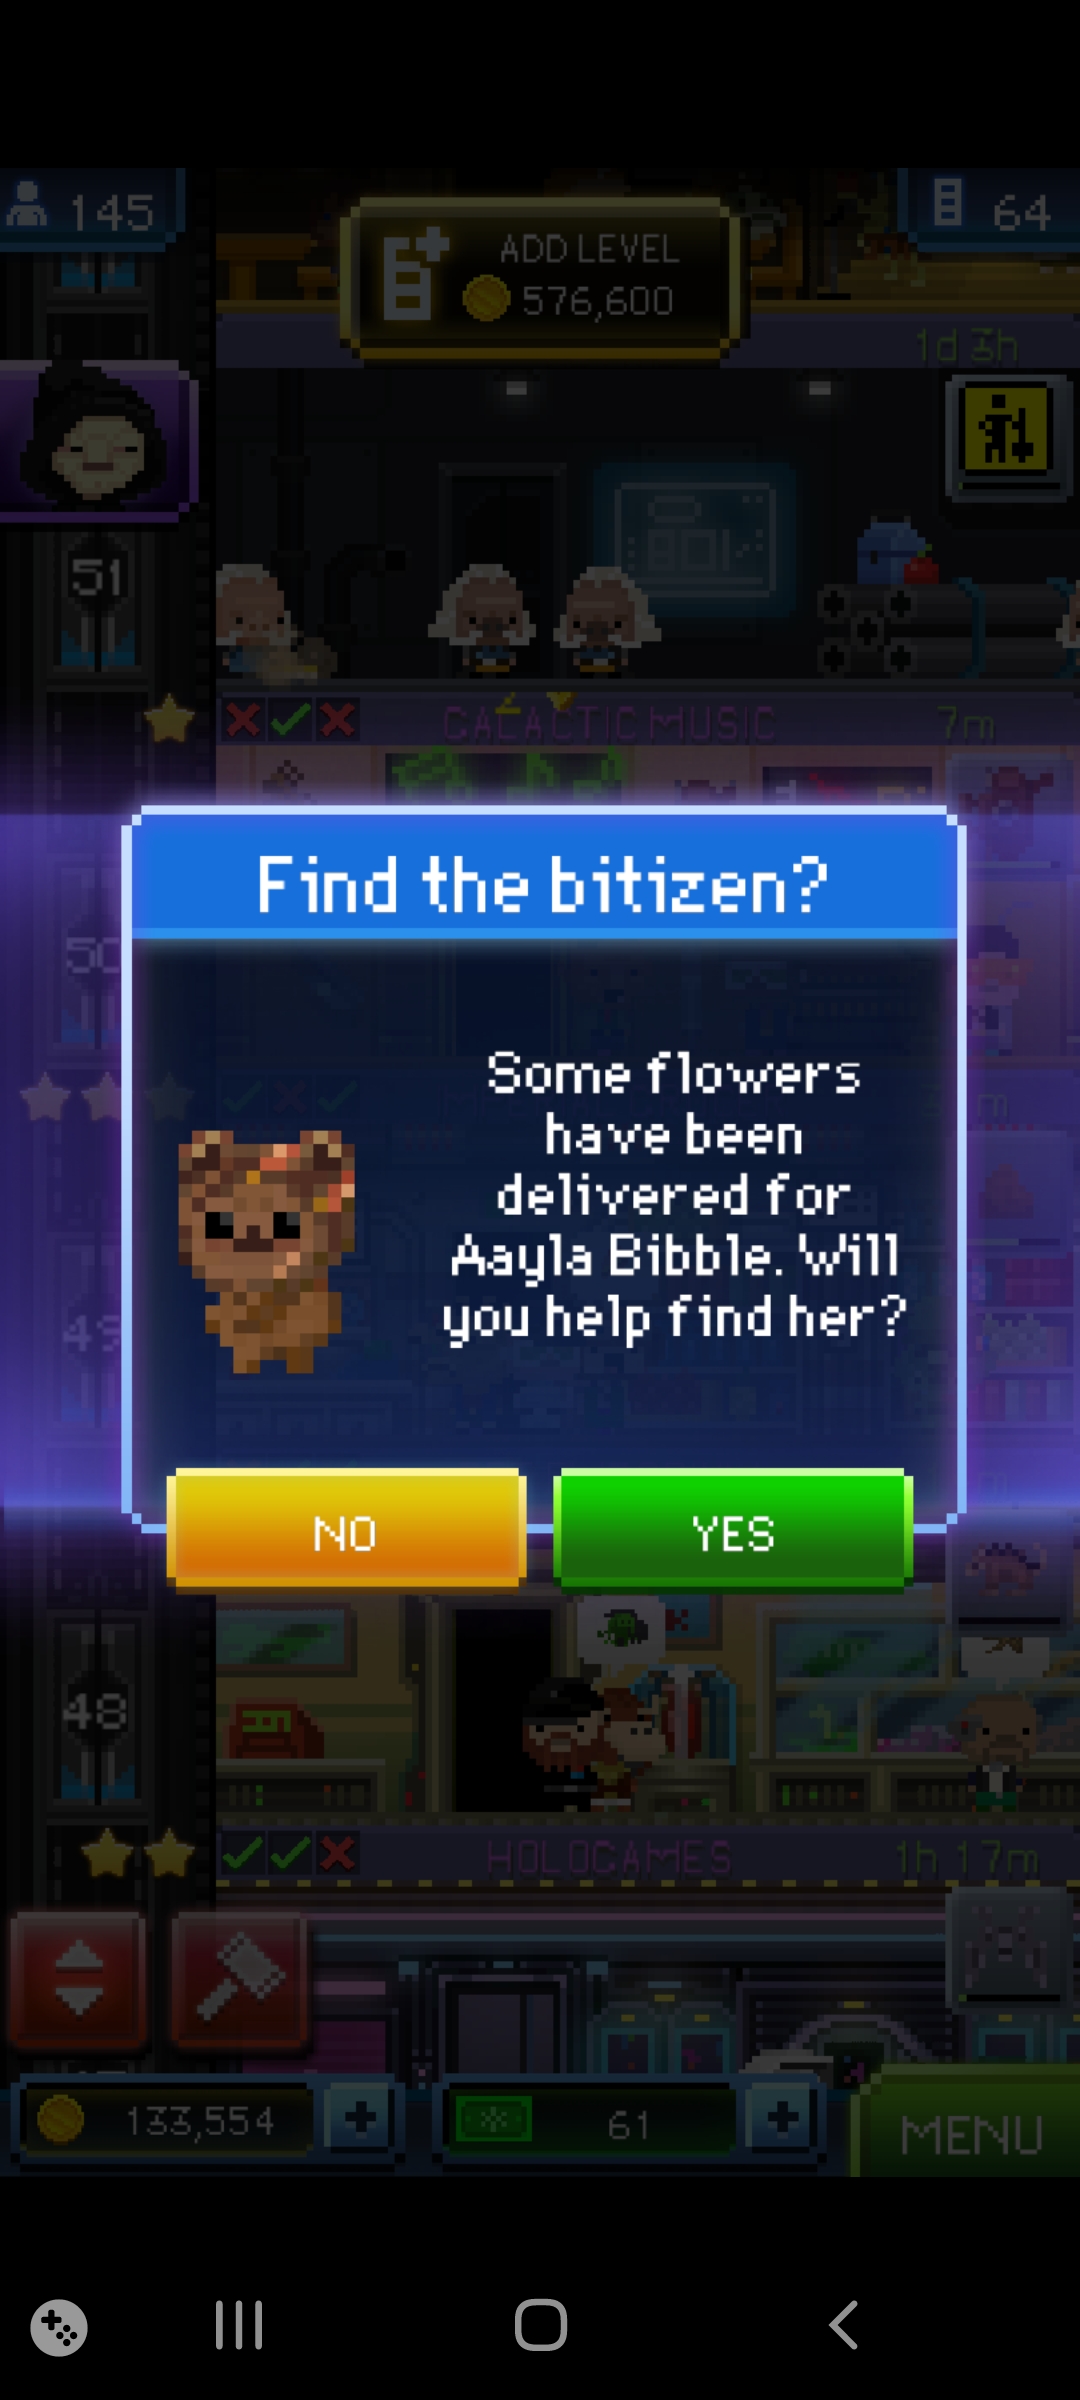 145
64
ADD LEVEL
576,600
1d 3h
51
GALACTIC MUSIC
7m
Find the bitizen?
50
Some flowers
have been
delivered for
Aayla Bibble. Will
you help find her?
m
49
NO
YES
48
HOLOGAMES
1h 17m
133,554
61
MENU